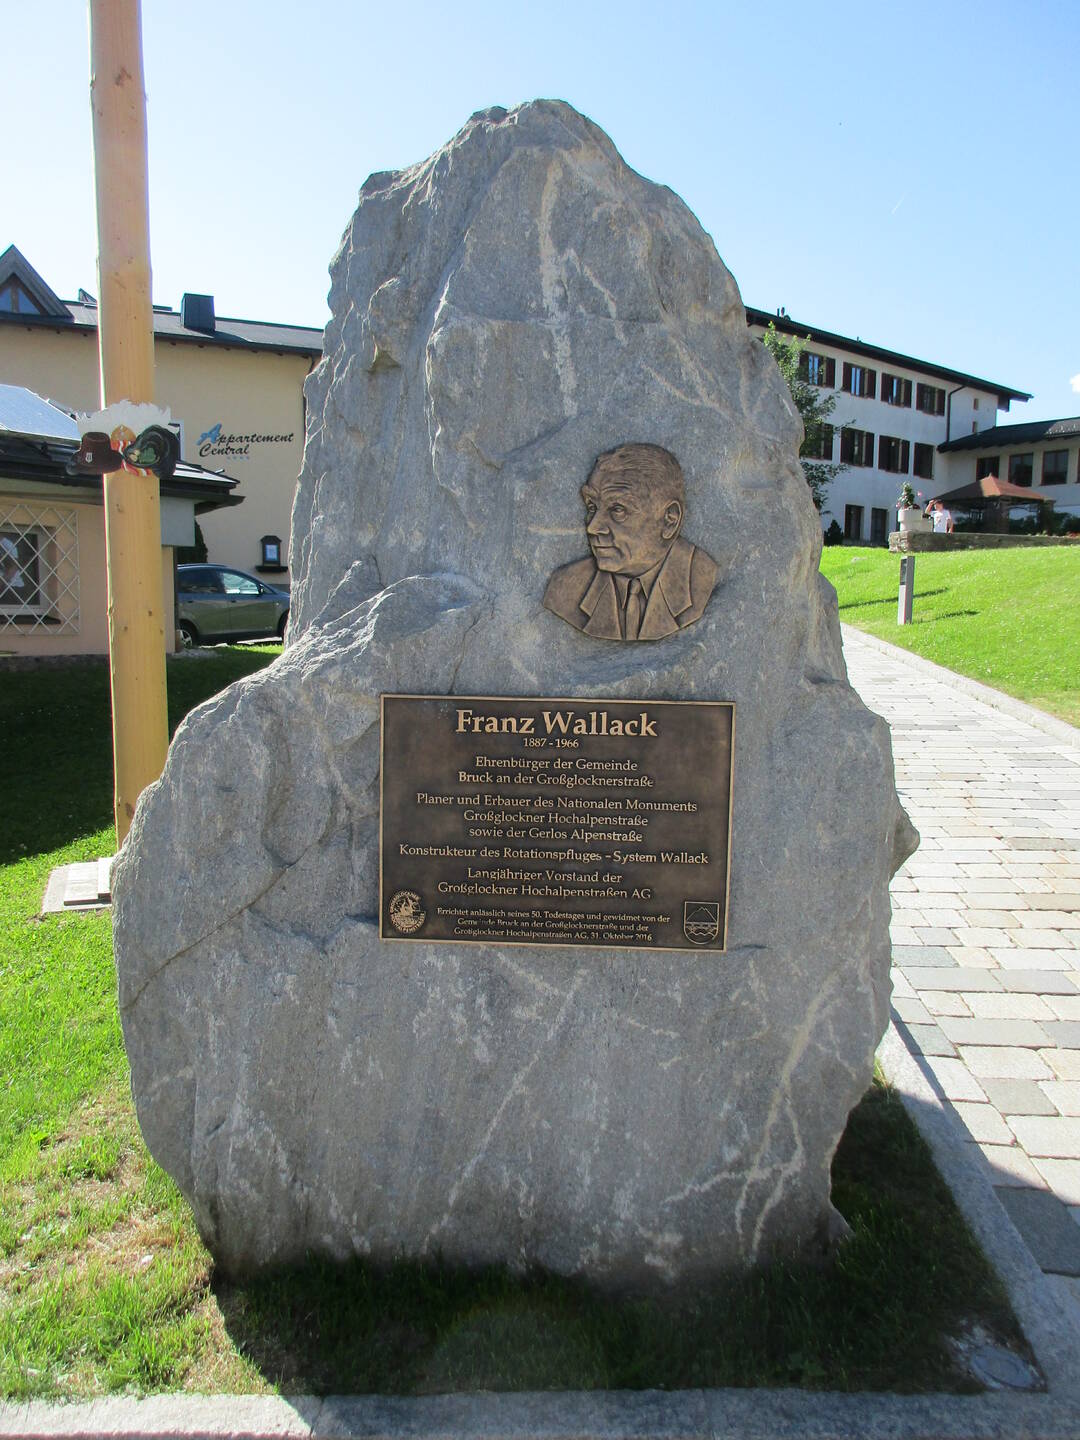 Appartement
Central
Franz Wallack
1887 - 1966
Ehrenbürger der Gemeinde
Bruck an der Großglocknerstraße
Planer und Erbauer des Nationalen Monuments
Großglockner Hochalpenstraße
sowie der Gerlos Alpenstraße
Konstrukteur des Rotationspfluges - System Wallack
Langjähriger Vorstand der
Großglockner Hochalpenstraßen AG
Errichtet anlässlich seines 50. Todestages und gewidmet von der
Gemeinde Bruck an der Großglocknerstraße und der
Großglockner Hochalpenstraßen AG, 31. Oktober 2016